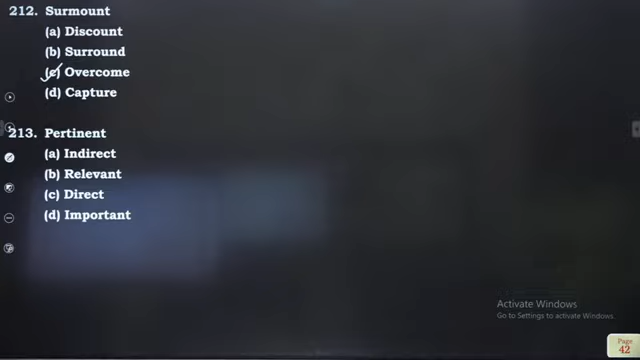 212. Surmount
(a) Discount
(b) Surround
(c) Overcome
(d) Capture
213. Pertinent
(a) Indirect
(b) Relevant
(c) Direct
(d) Important
Activate Windows
Go to Settings to activate Windows.
Page
42